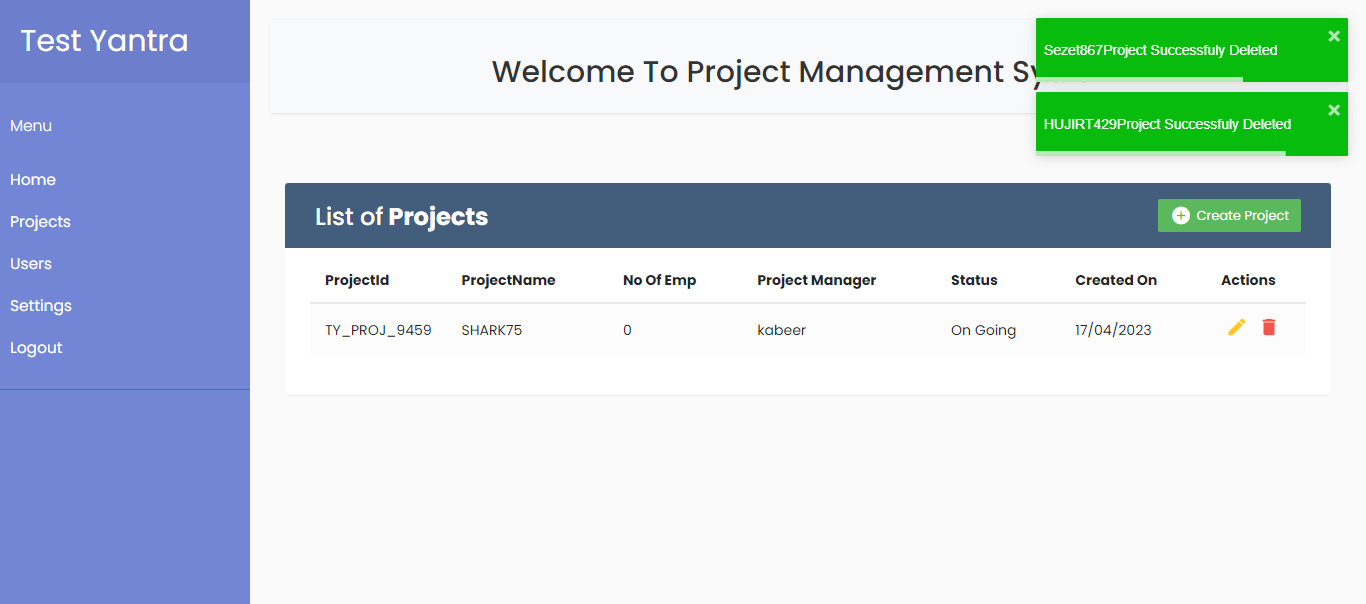 Test Yantra
Menu
Home
Projects
Users
Settings
Logout
Welcome To Project Management
Sezet867Project Successfuly Deleted
HUJIRT429Project Successfuly Deleted
List of Projects
Create Project
ProjectId ProjectName No Of Emp Project Manager Status Created On Actions
TY_PROJ_9459 SHARK75 0 kabeer On Going 17/04/2023